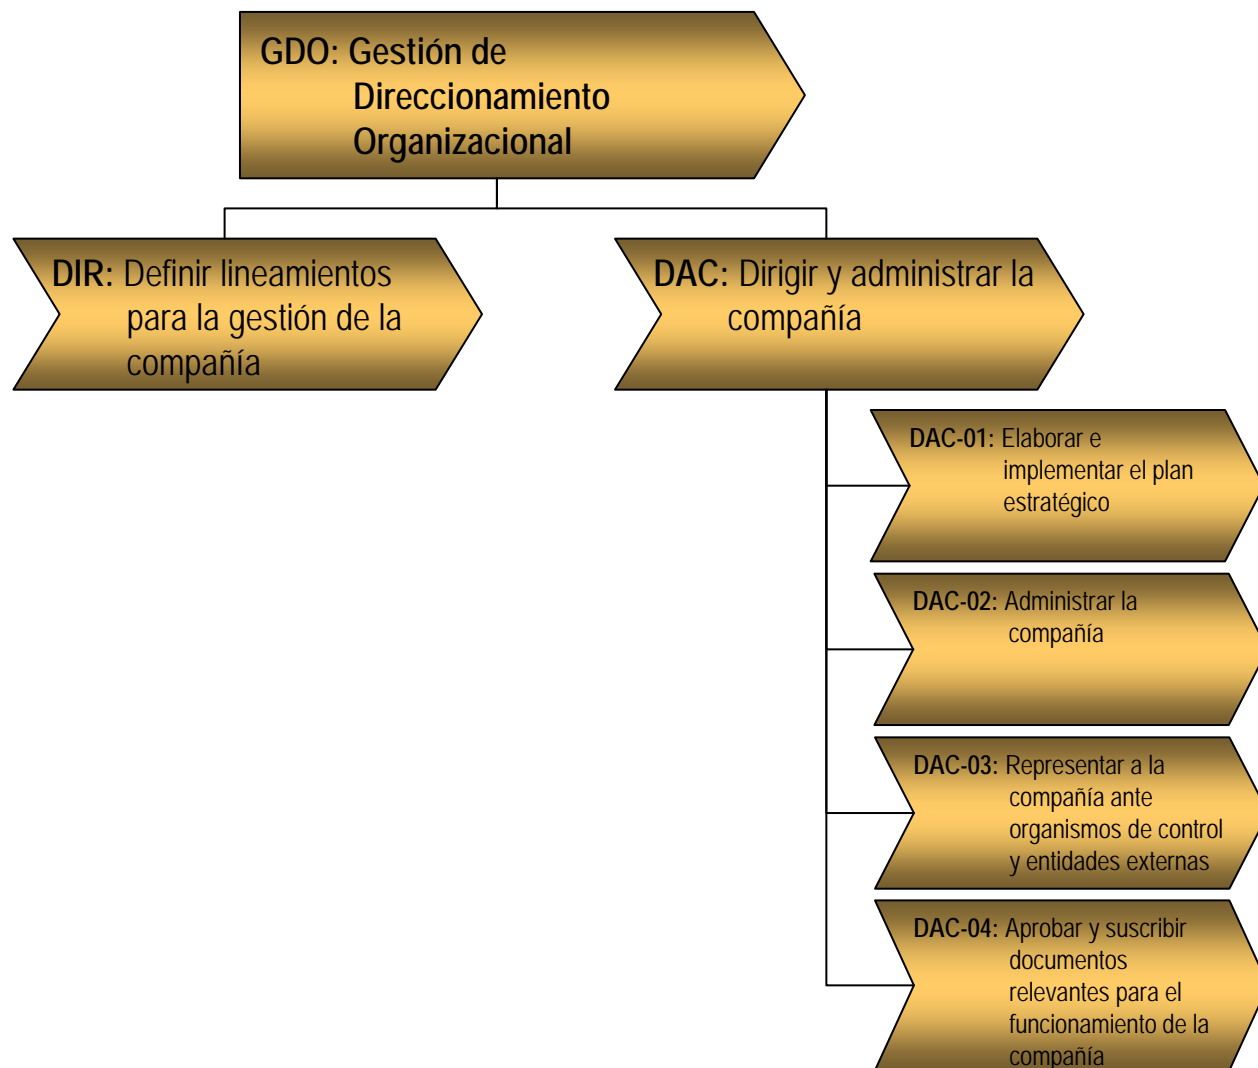 GDO: Gestión de
Direccionamiento
Organizacional
DIR: Definir lineamientos
para la gestión de la
compañía
DAC: Dirigir y administrar la
compañía
DAC-01: Elaborar e
implementar el plan
estratégico
DAC-02: Administrar la
compañía
DAC-03: Representar a la
compañía ante
organismos de control
y entidades externas
DAC-04: Aprobar y suscribir
documentos
relevantes para el
funcionamiento de la
compañía